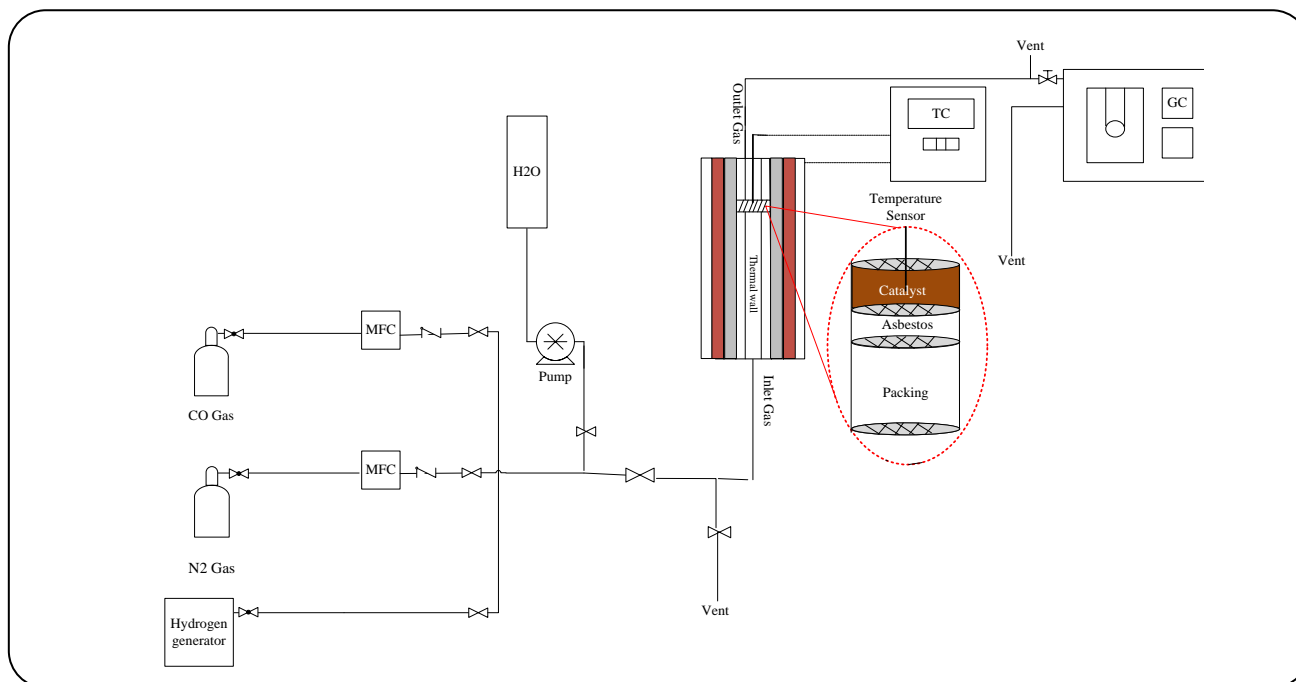 Vent
Outlet Gas
TC
GC
H2O
Temperature
Sensor
Thermal wall
Vent
Catalyst
Asbestos
MFC
Pump
Inlet Gas
Packing
CO Gas
MFC
N2 Gas
Vent
Hydrogen
generator